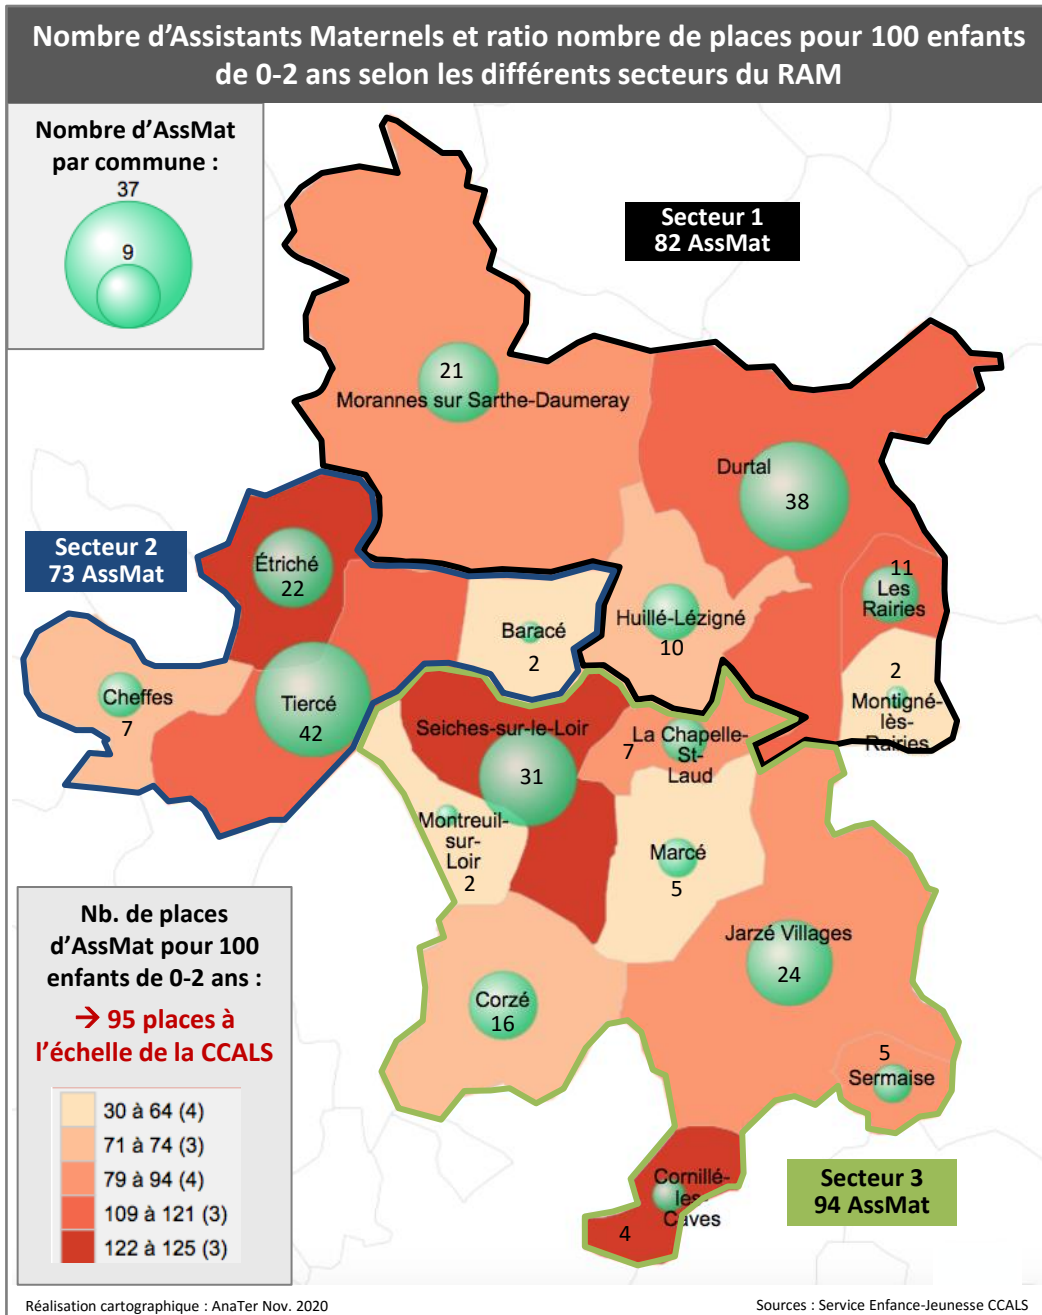 Nombre d'Assistants Maternels et ratio nombre de places pour 100 enfants
de 0-2 ans selon les différents secteurs du RAM
Nombre d'AssMat
par commune :
37
9
Secteur 1
82 AssMat
21
Morannes sur Sarthe-Daumeray
Durtal
38
Secteur 2
73 AssMat
Étriché
22
11
Les
Rairies
Huillé-Lézigné
10
Baracé
2
2
Montigné-
lès-
Rairies
Cheffes
7
Tiercé
42
Seiches-sur-le-Loir
31
7
La Chapelle-
St-
Laud
Montreuil-
sur-
Loir
2
Marcé
5
Jarzé Villages
24
Corzé
16
5
Sermaise
Cornillé-
les-
Caves
4
Secteur 3
94 AssMat
Nb. de places
d'AssMat pour 100
enfants de 0-2 ans :
→ 95 places à
l'échelle de la CCALS
30 à 64 (4)
71 à 74 (3)
79 à 94 (4)
109 à 121 (3)
122 à 125 (3)
Réalisation cartographique : AnaTer Nov. 2020
Sources : Service Enfance-Jeunesse CCALS